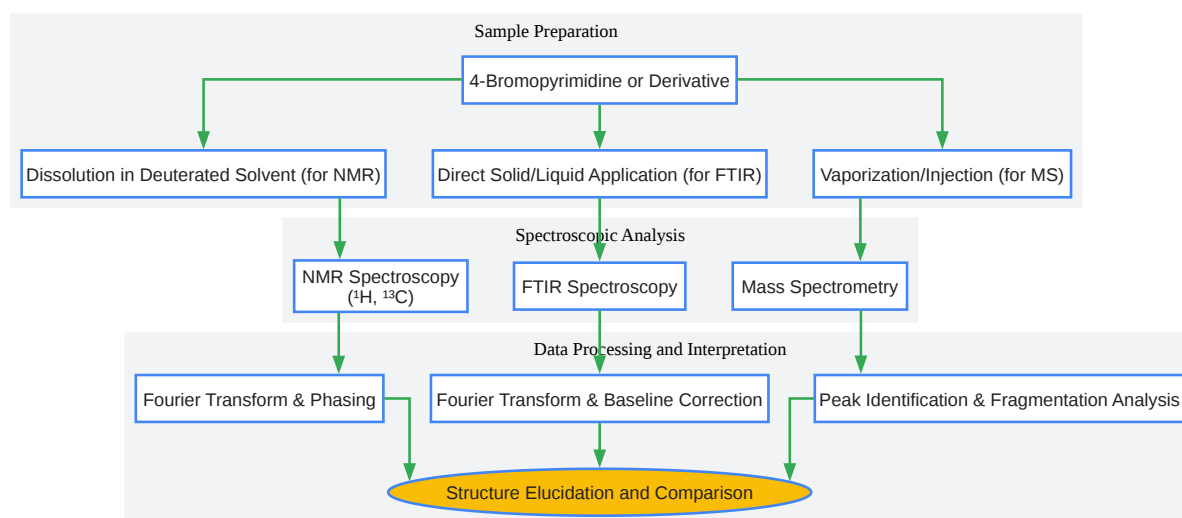 Sample Preparation
4-Bromopyrimidine or Derivative
Dissolution in Deuterated Solvent (for NMR)
Direct Solid/Liquid Application (for FTIR)
Vaporization/Injection (for MS)
Spectroscopic Analysis
NMR Spectroscopy
(¹H, ¹³C)
FTIR Spectroscopy
Mass Spectrometry
Data Processing and Interpretation
Fourier Transform & Phasing
Fourier Transform & Baseline Correction
Peak Identification & Fragmentation Analysis
Structure Elucidation and Comparison